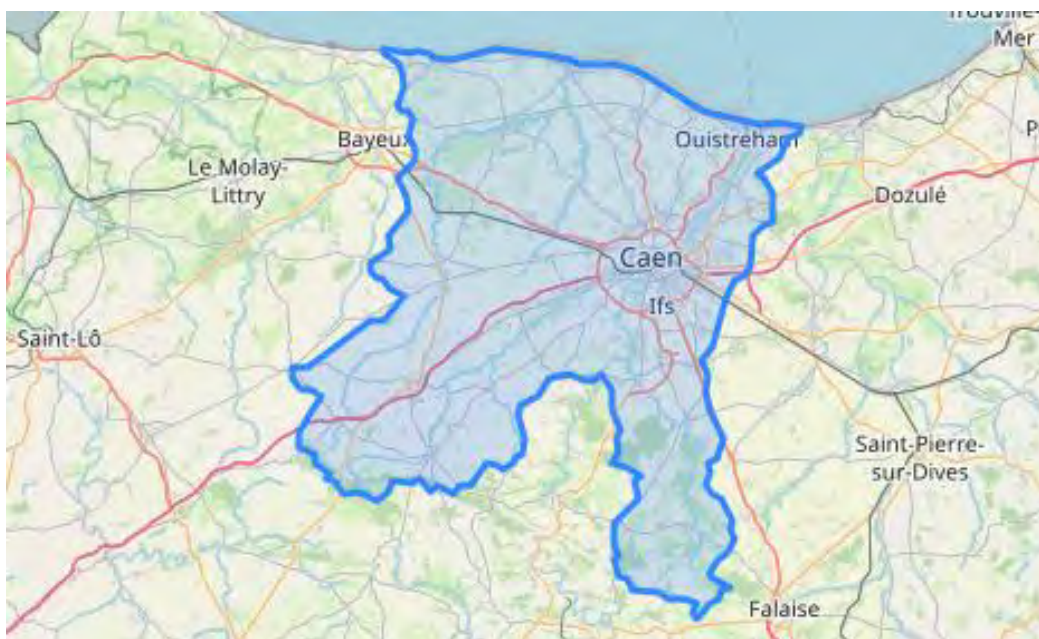 Mer
Bayeux
Ouistreham
Le Molay-
Littry
Dozulé
P
Caen
Ifs
Saint-Lô
Saint-Pierre-
sur-Dives
Falaise